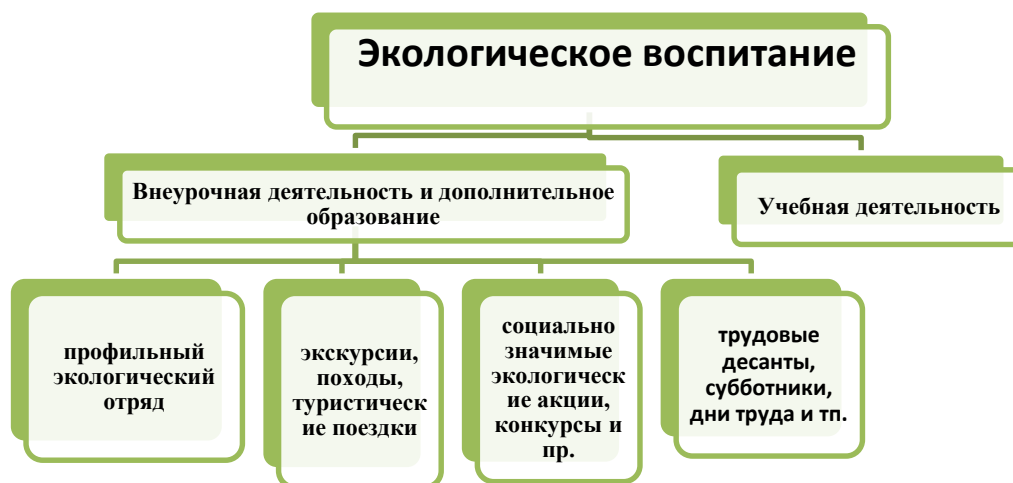 Экологическое воспитание
Внеурочная деятельность и дополнительное
образование
Учебная деятельность
профильный
экологический
отряд
экскурсии,
походы,
туристическ
ие поездки
социально
значимые
экологическ
ие акции,
конкурсы и
пр.
трудовые
десанты,
субботники,
дни труда и тп.